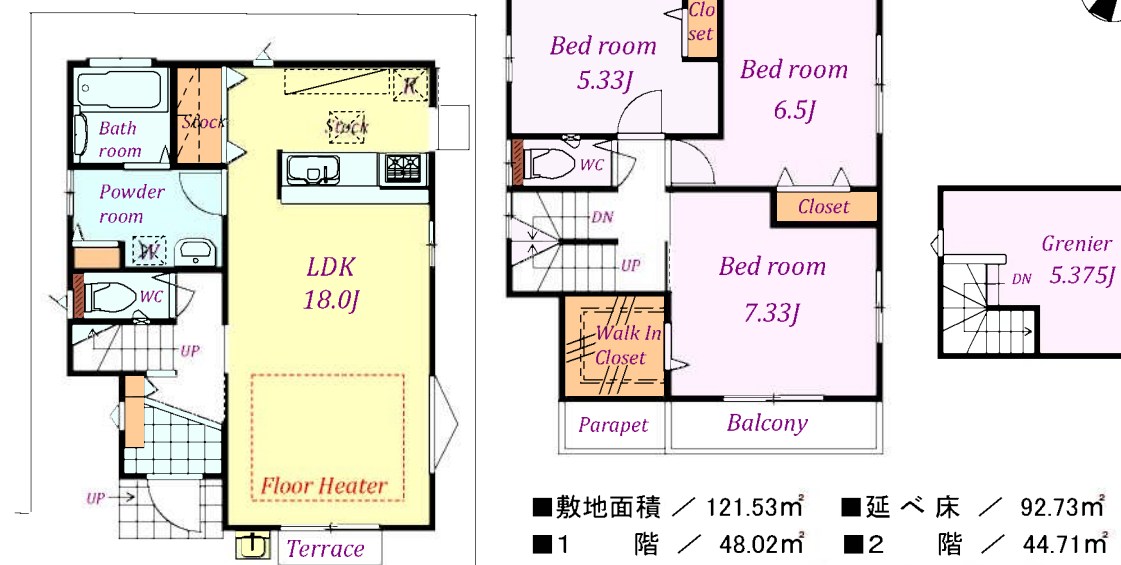 Bath
room
Stock
R
Stock
Powder
room
W
WC
UP
LDK
18.0J
Floor Heater
UP
Terrace
Bed room
5.33J
Clo
set
Bed room
6.5J
WC
DN
UP
Closet
Bed room
7.33J
Walk In
Closet
Parapet
Balcony
Grenier
5.375J
DN
■敷地面積 ／ 121.53㎡ ■延べ床 ／ 92.73㎡
■1 階 ／ 48.02㎡ ■2 階 ／ 44.71㎡